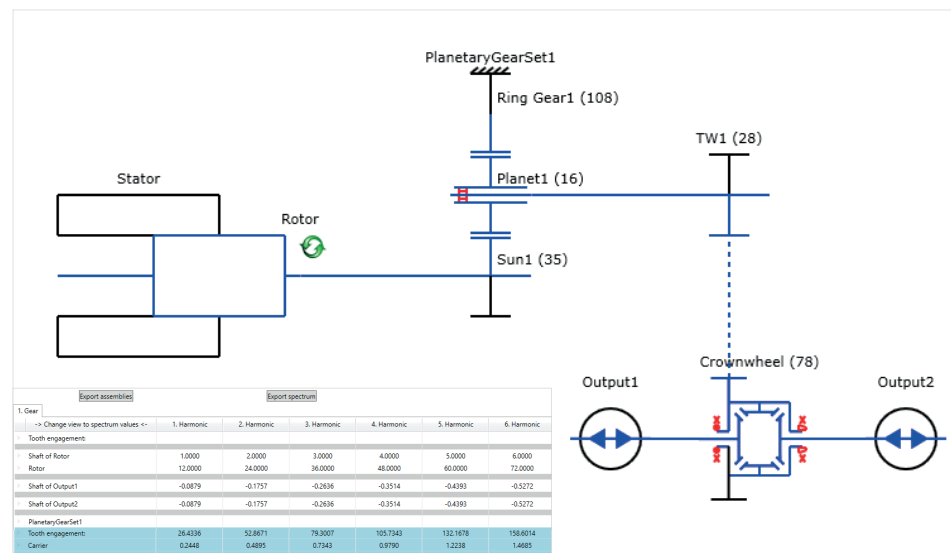 PlanetaryGearSet1
Ring Gear1 (108)
TW1 (28)
Stator
Planet1 (16)
Rotor
Sun1 (35)
Crownwheel (78)
Output1
Output2
Export assemblies
Export spectrum
1. Gear
-> Change view to spectrum values <- 1. Harmonic 2. Harmonic 3. Harmonic 4. Harmonic 5. Harmonic 6. Harmonic
Tooth engagement:
Shaft of Rotor 1.0000 2.0000 3.0000 4.0000 5.0000 6.0000
Rotor 12.0000 24.0000 36.0000 48.0000 60.0000 72.0000
Shaft of Output1 -0.0879 -0.1757 -0.2636 -0.3514 -0.4393 -0.5272
Shaft of Output2 -0.0879 -0.1757 -0.2636 -0.3514 -0.4393 -0.5272
PlanetaryGearSet1
Tooth engagement: 26.4336 52.8671 79.3007 105.7343 132.1678 158.6014
Carrier 0.2448 0.4895 0.7343 0.9790 1.2238 1.4685